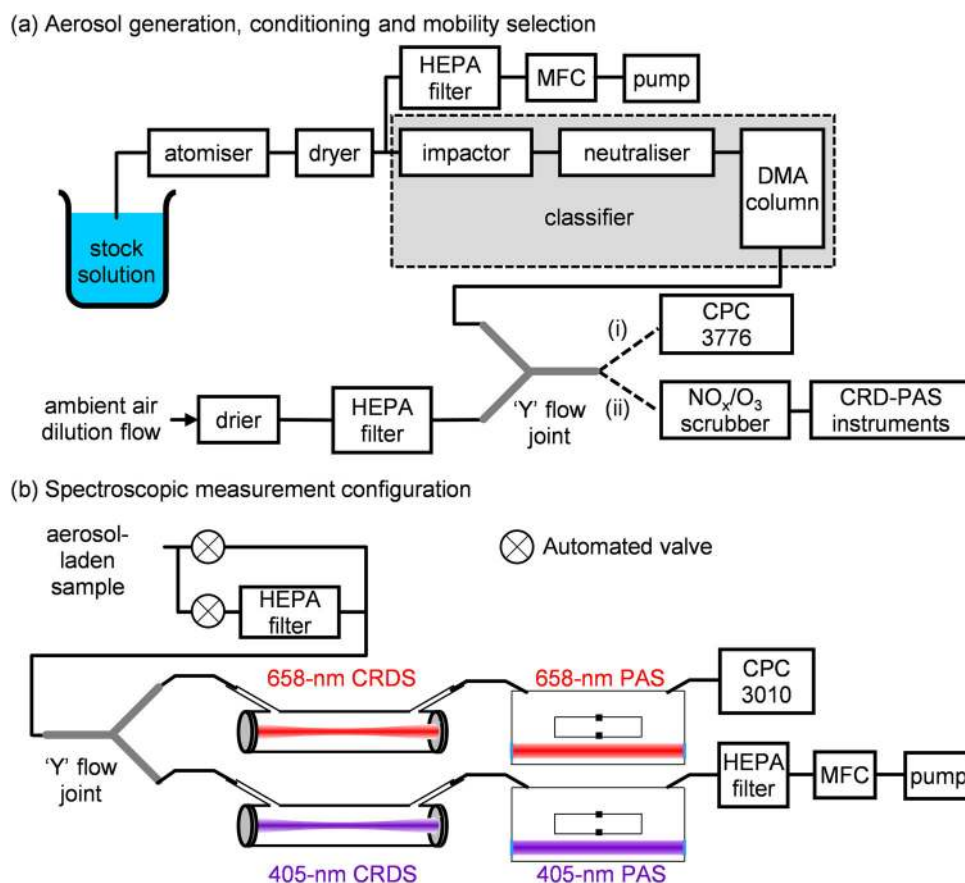 (a) Aerosol generation, conditioning and mobility selection
HEPA
filter
MFC
pump
atomiser
dryer
impactor
neutraliser
DMA
column
classifier
stock
solution
(i)
CPC
3776
ambient air
dilution flow
drier
HEPA
filter
'Y' flow
joint
(ii)
NOₓ/O₃
scrubber
CRD-PAS
instruments
(b) Spectroscopic measurement configuration
aerosol-
laden
sample
Automated valve
HEPA
filter
658-nm CRDS
658-nm PAS
CPC
3010
'Y' flow
joint
HEPA
filter
MFC
pump
405-nm CRDS
405-nm PAS